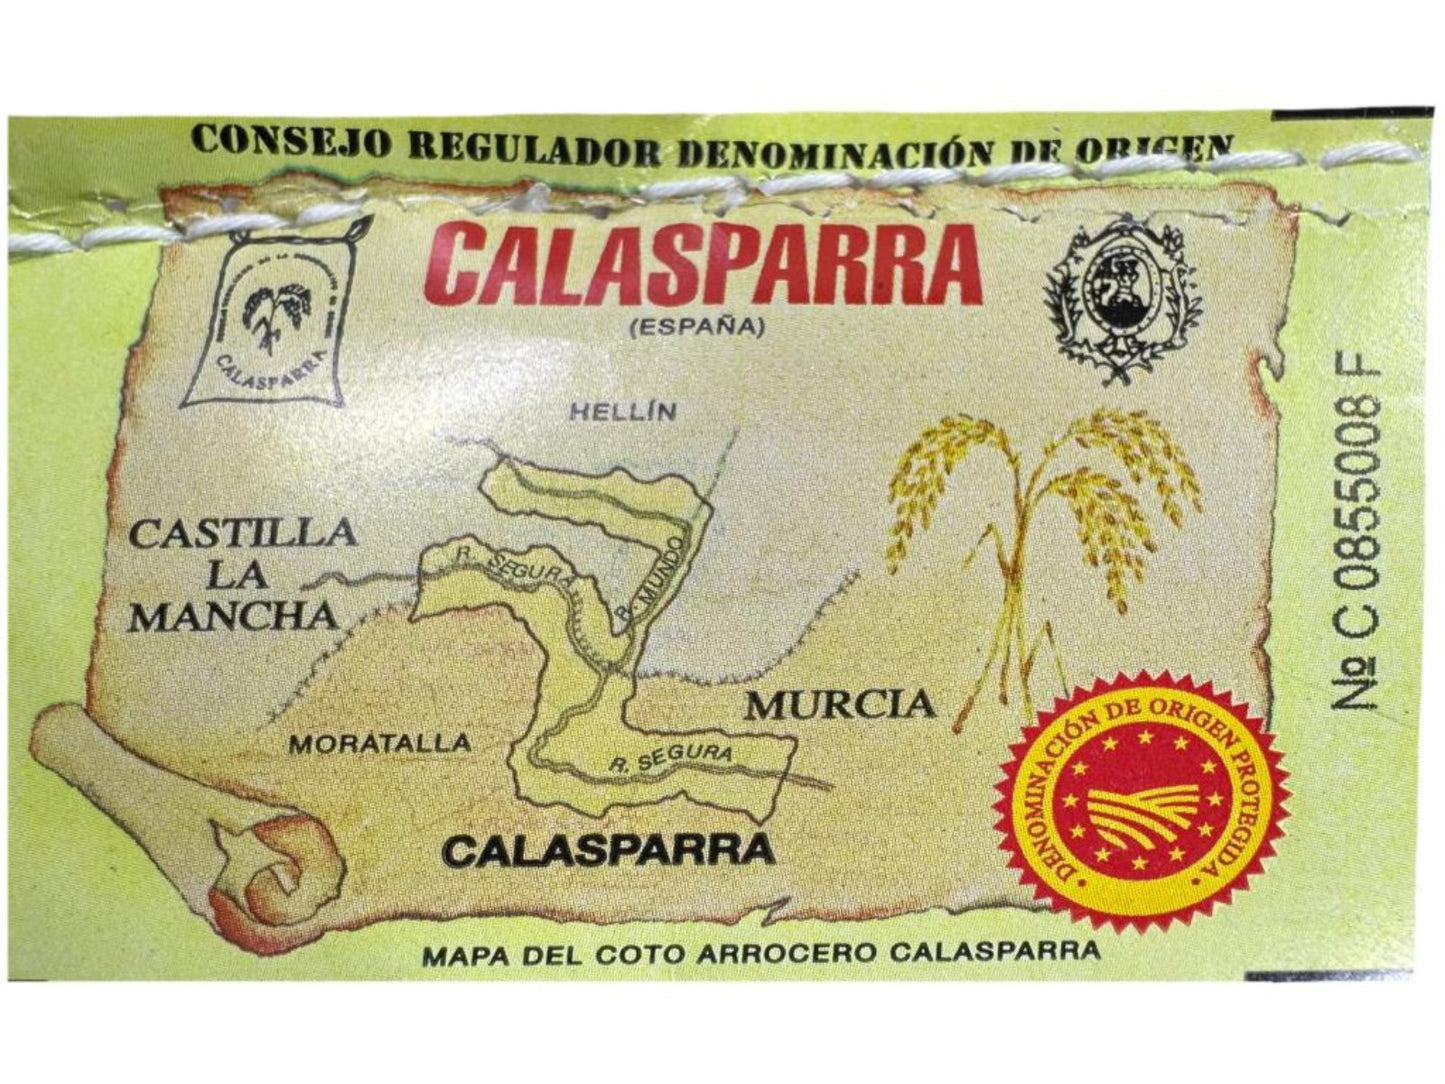 CONSEJO REGULADOR DENOMINACIÓN DE ORIGEN
CALASPARRA
(ESPAÑA)
CALASPARRA
HELLÍN
CASTILLA
LA
MANCHA
R. SEGURA
R. MUNDO
MURCIA
MORATALLA
R. SEGURA
CALASPARRA
DENOMINACIÓN DE ORIGEN PROTEGIDA
MAPA DEL COTO ARROCERO CALASPARRA
Nº C 0855008 F